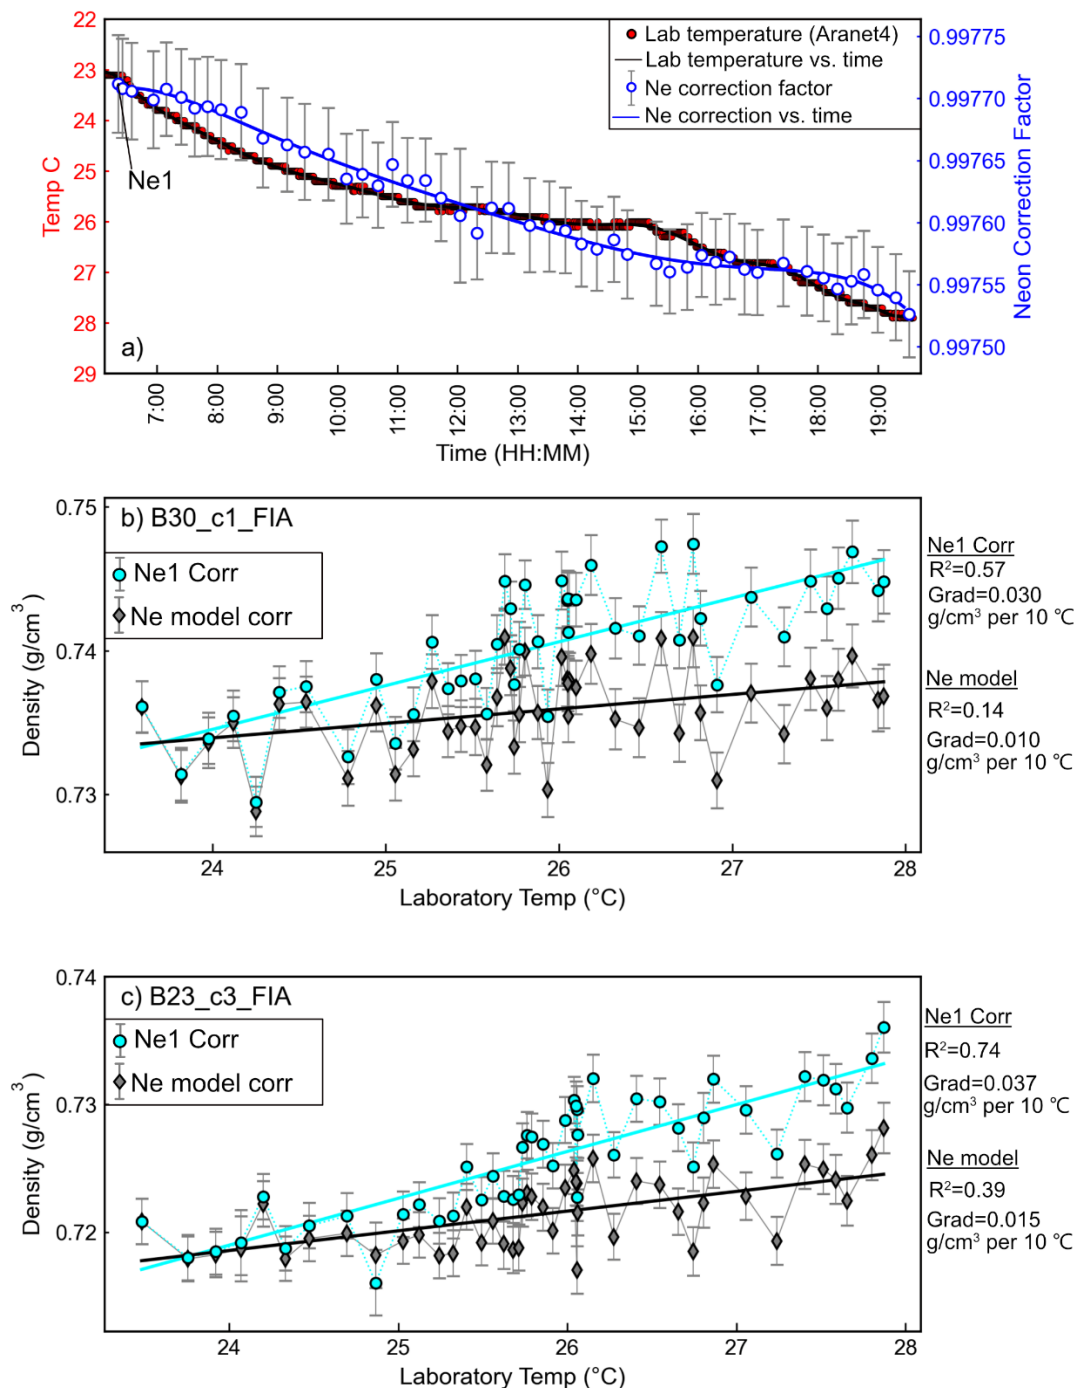 22
23
24
25
26
27
28
29
Temp C
0.99775
0.99770
0.99765
0.99760
0.99755
0.99750
Neon Correction Factor
Lab temperature (Aranet4)
Lab temperature vs. time
Ne correction factor
Ne correction vs. time
Ne1
a)
7:00
8:00
9:00
10:00
11:00
12:00
13:00
14:00
15:00
16:00
17:00
18:00
19:00
Time (HH:MM)
b) B30_c1_FIA
Ne1 Corr
Ne model corr
0.75
0.74
0.73
Density (g/cm³)
24
25
26
27
28
Laboratory Temp (°C)
Ne1 Corr
R²=0.57
Grad=0.030
g/cm³ per 10 ℃
Ne model
R²=0.14
Grad=0.010
g/cm³ per 10 ℃
c) B23_c3_FIA
Ne1 Corr
Ne model corr
0.74
0.73
0.72
Density (g/cm³)
24
25
26
27
28
Laboratory Temp (°C)
Ne1 Corr
R²=0.74
Grad=0.037
g/cm³ per 10 ℃
Ne model
R²=0.39
Grad=0.015
g/cm³ per 10 ℃